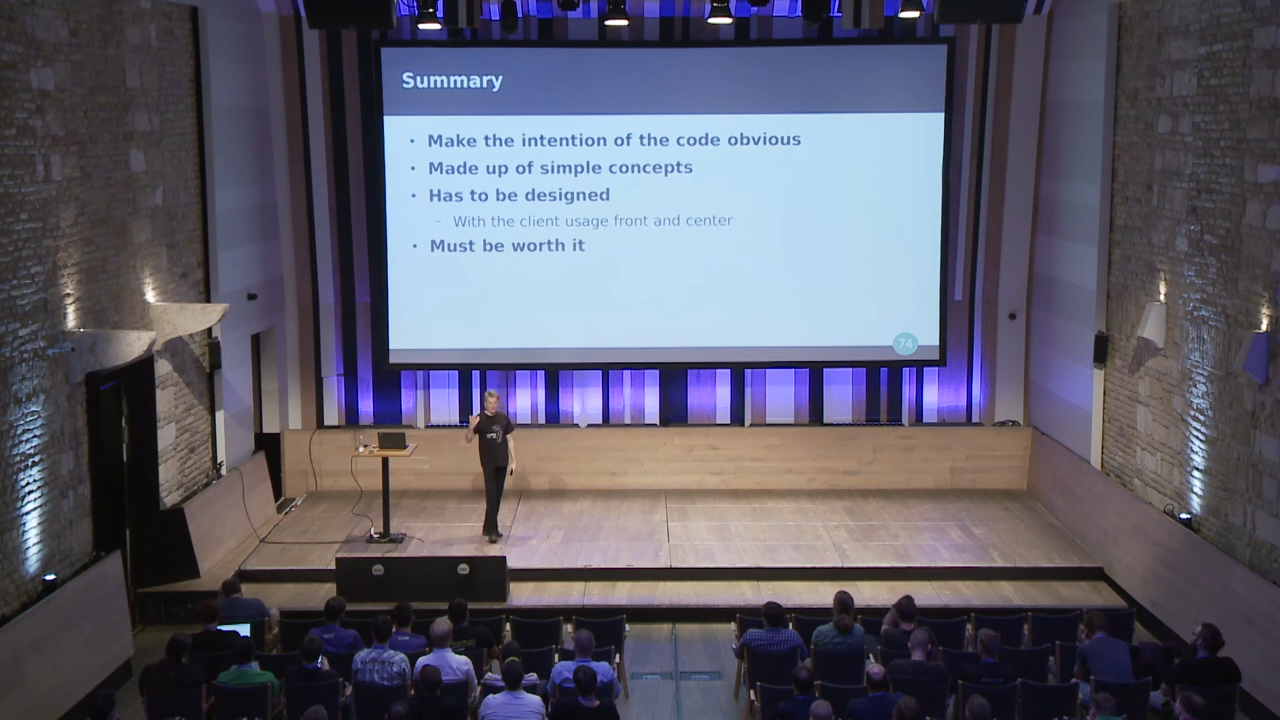 Summary
• Make the intention of the code obvious
• Made up of simple concepts
• Has to be designed
– With the client usage front and center
• Must be worth it
74